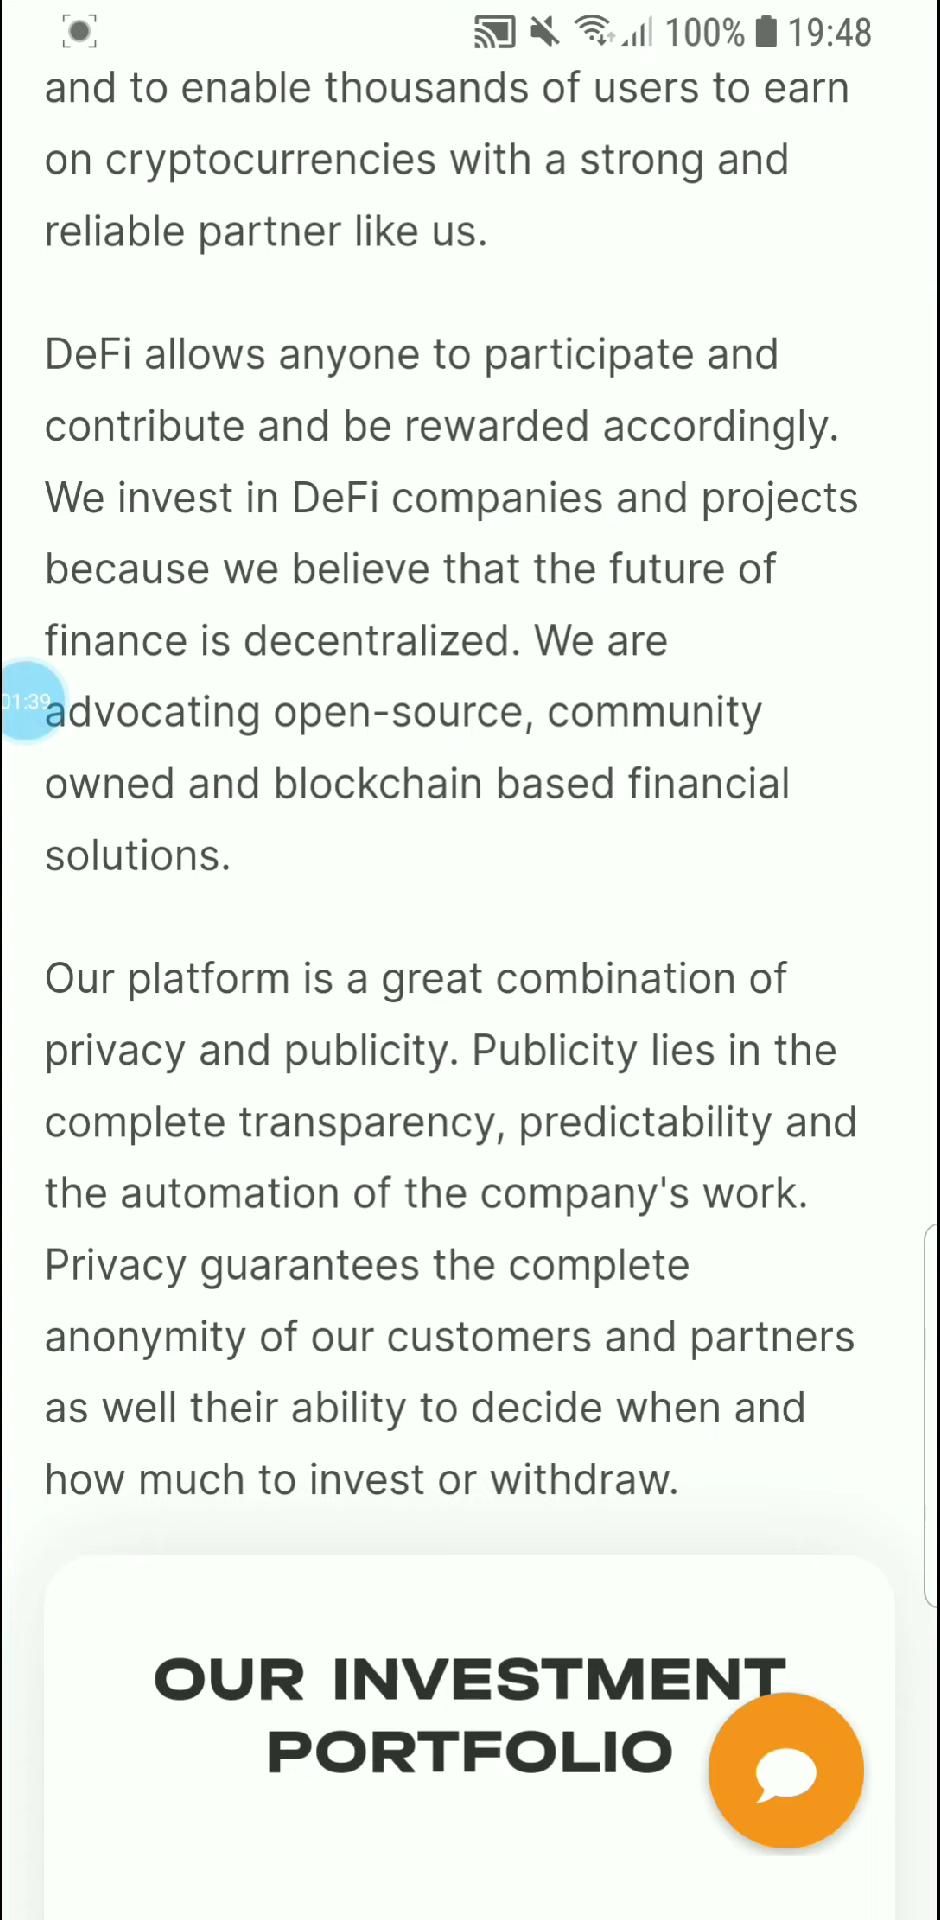 100% 19:48
and to enable thousands of users to earn
on cryptocurrencies with a strong and
reliable partner like us.
DeFi allows anyone to participate and
contribute and be rewarded accordingly.
We invest in DeFi companies and projects
because we believe that the future of
finance is decentralized. We are
01:39
advocating open-source, community
owned and blockchain based financial
solutions.
Our platform is a great combination of
privacy and publicity. Publicity lies in the
complete transparency, predictability and
the automation of the company's work.
Privacy guarantees the complete
anonymity of our customers and partners
as well their ability to decide when and
how much to invest or withdraw.
OUR INVESTMENT
PORTFOLIO